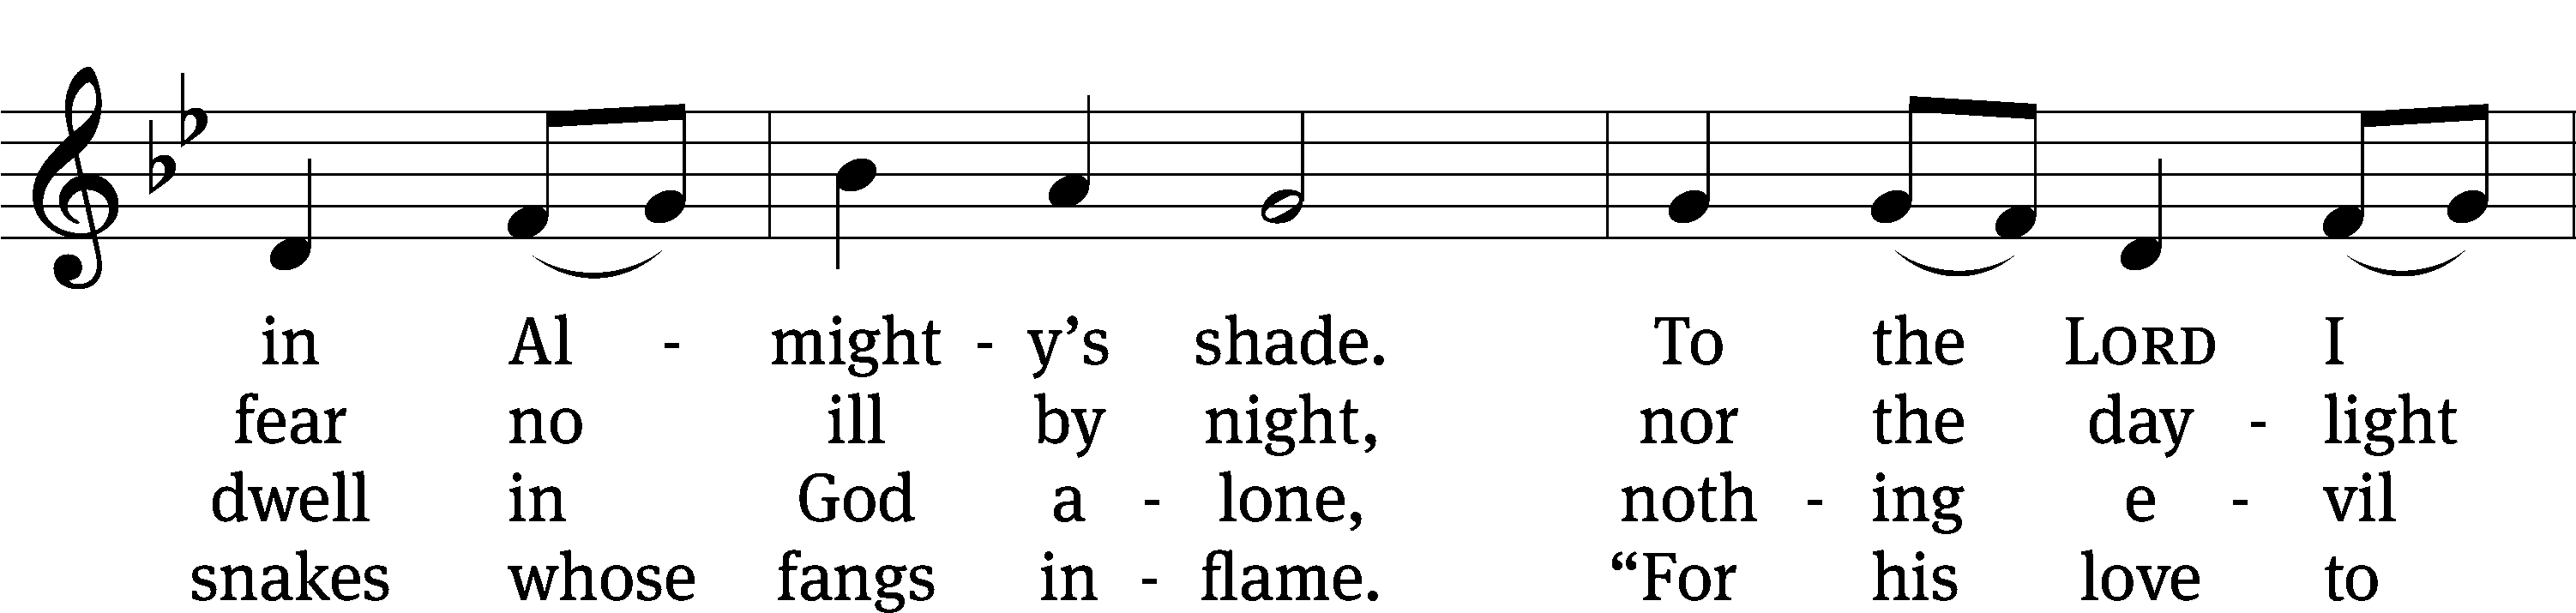 in Al - might - y’s shade. To the LORD I
fear no ill by night, nor the day - light
dwell in God a - lone, noth - ing e - vil
snakes whose fangs in - flame. “For his love to